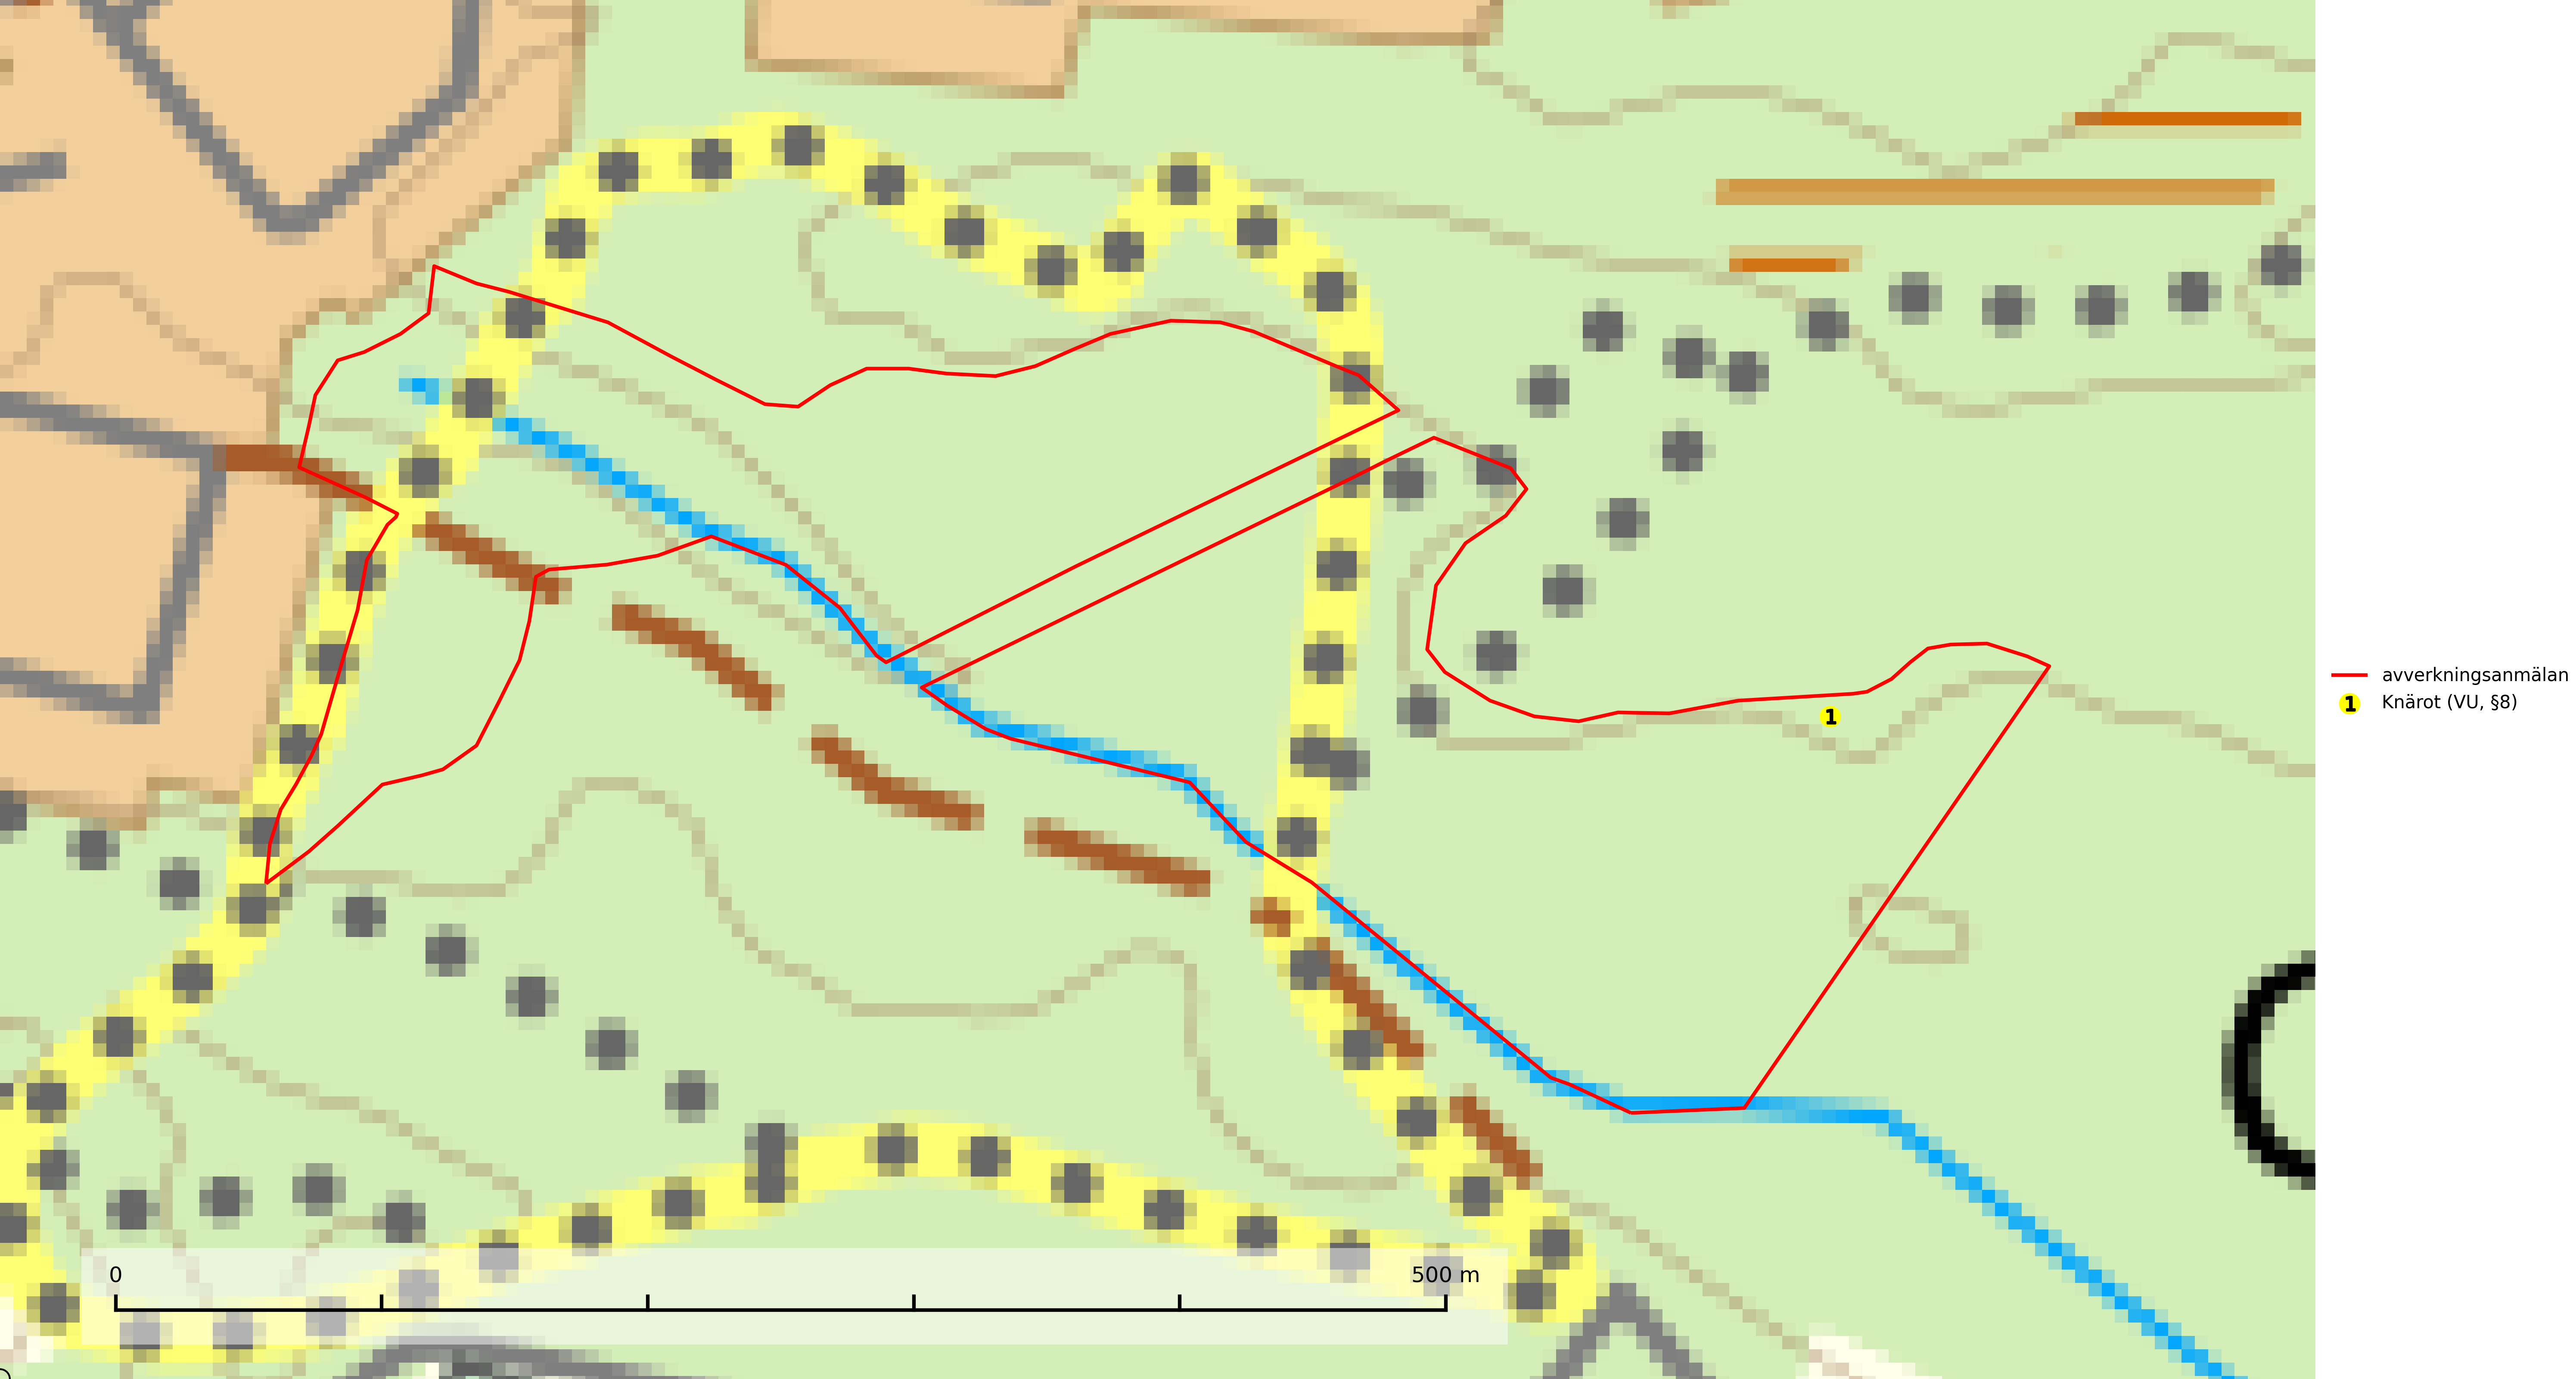 avverkningsanmälan
1 Knärot (VU, §8)
1
0 500 m